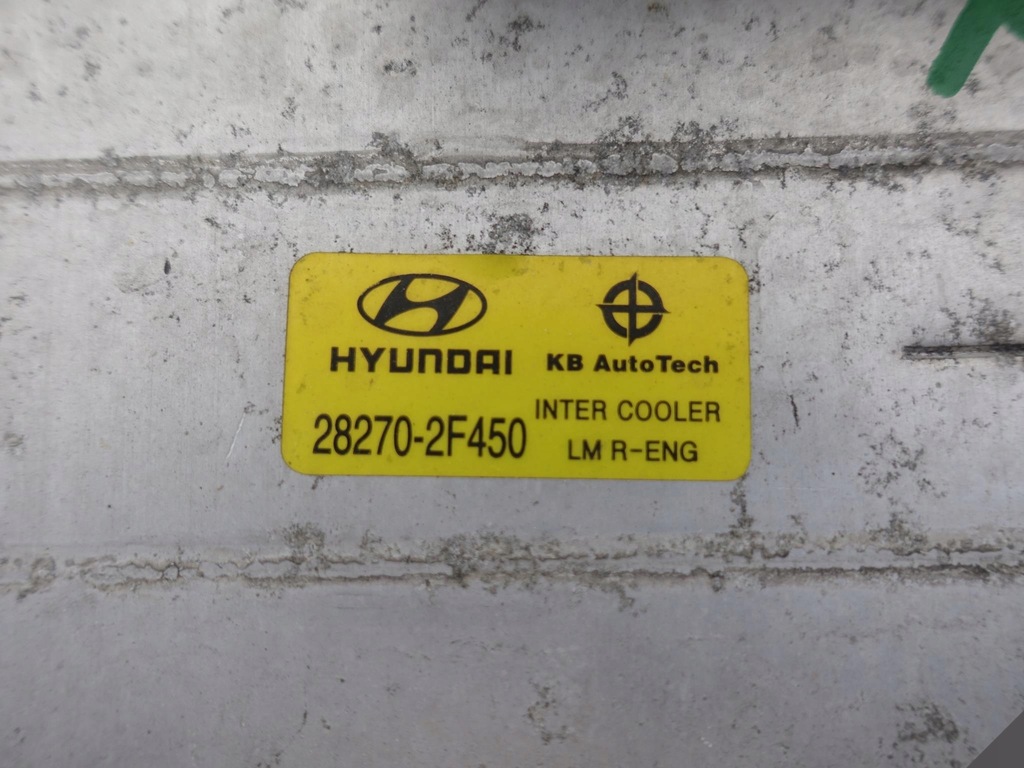 HYUNDAI
KB AutoTech
28270-2F450
INTER COOLER
LM R-ENG